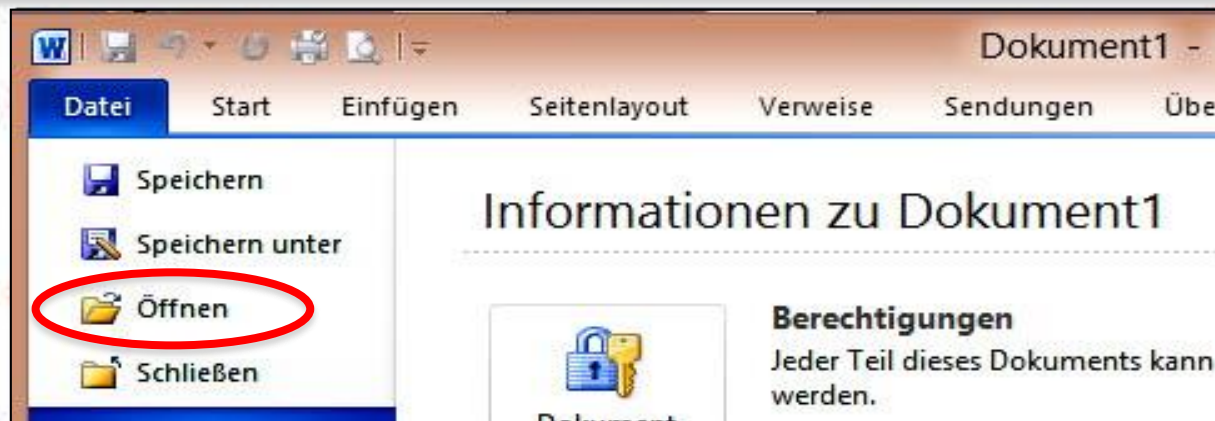 Dokument1 -
Datei Start Einfügen Seitenlayout Verweise Sendungen
Speichern
Speichern unter
Öffnen
Schließen
Informationen zu Dokument1
Berechtigungen
Jeder Teil dieses Dokuments kann
werden.